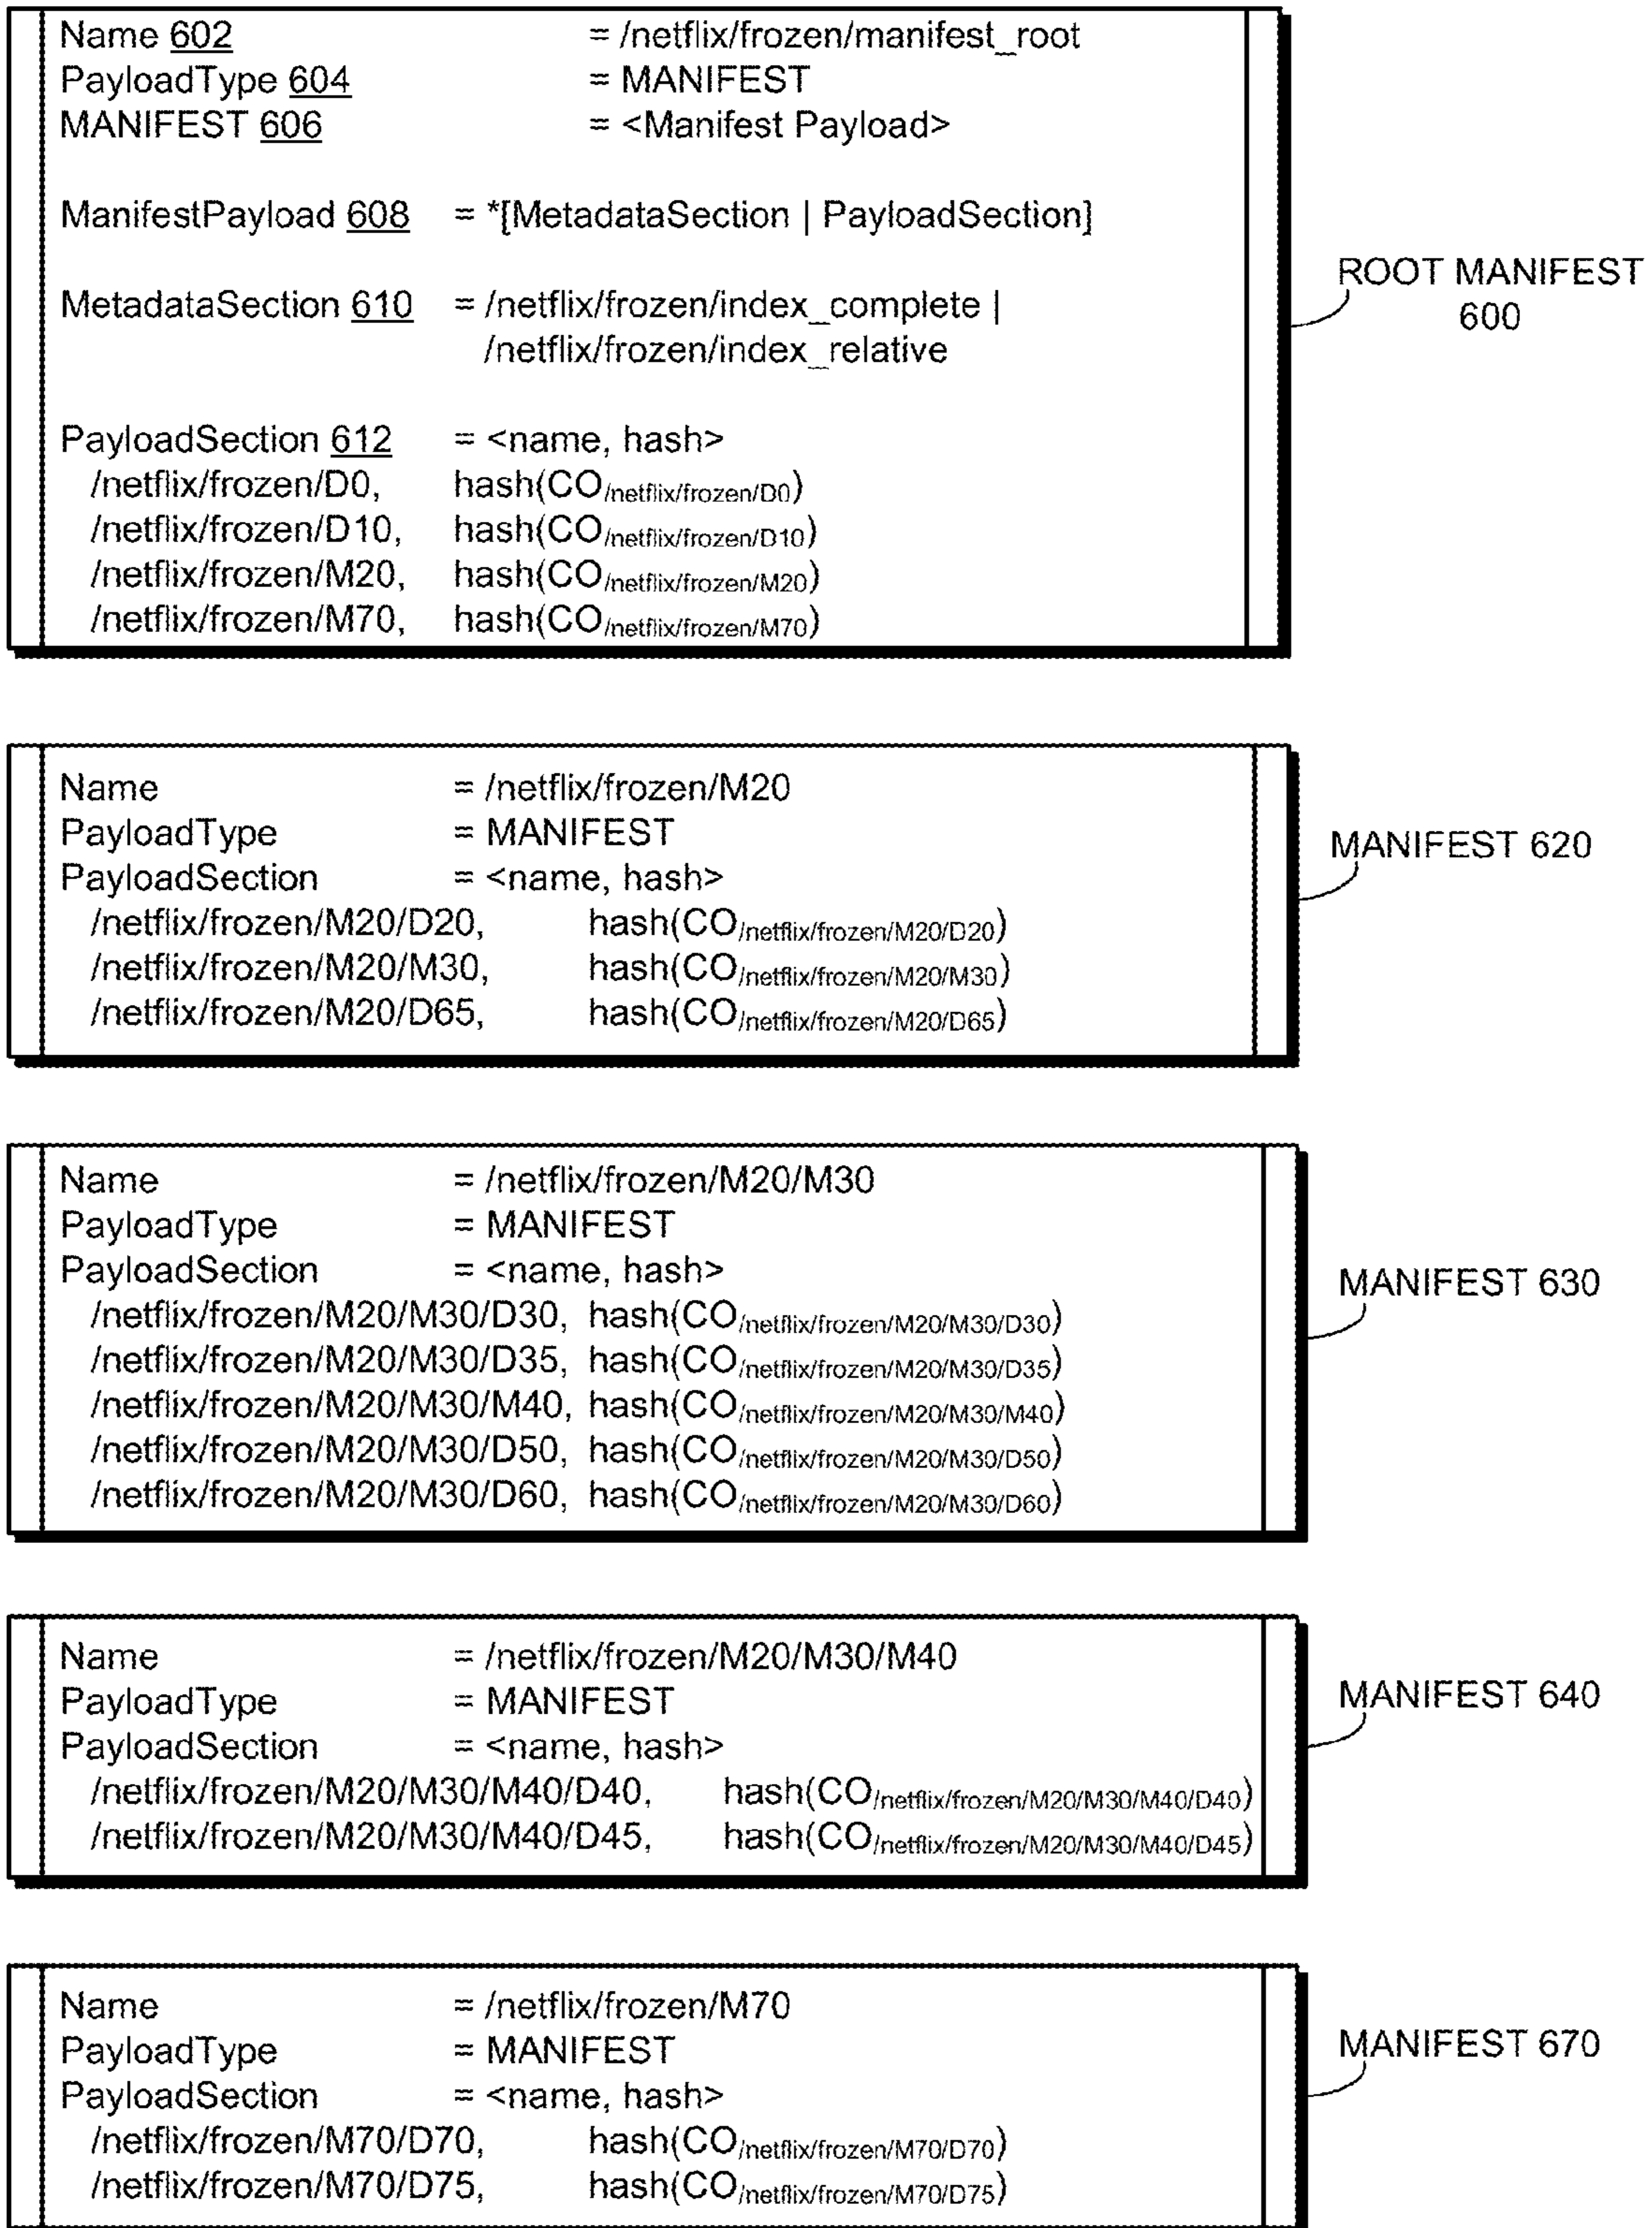 Name 602 = /netflix/frozen/manifest_root
PayloadType 604 = MANIFEST
MANIFEST 606 = <Manifest Payload>
ManifestPayload 608 = *[MetadataSection | PayloadSection]
MetadataSection 610 = /netflix/frozen/index_complete |
/netflix/frozen/index_relative
PayloadSection 612 = <name, hash>
/netflix/frozen/D0, hash(CO/netflix/frozen/D0)
/netflix/frozen/D10, hash(CO/netflix/frozen/D10)
/netflix/frozen/M20, hash(CO/netflix/frozen/M20)
/netflix/frozen/M70, hash(CO/netflix/frozen/M70)
ROOT MANIFEST
600
Name = /netflix/frozen/M20
PayloadType = MANIFEST
PayloadSection = <name, hash>
/netflix/frozen/M20/D20, hash(CO/netflix/frozen/M20/D20)
/netflix/frozen/M20/M30, hash(CO/netflix/frozen/M20/M30)
/netflix/frozen/M20/D65, hash(CO/netflix/frozen/M20/D65)
MANIFEST 620
Name = /netflix/frozen/M20/M30
PayloadType = MANIFEST
PayloadSection = <name, hash>
/netflix/frozen/M20/M30/D30, hash(CO/netflix/frozen/M20/M30/D30)
/netflix/frozen/M20/M30/D35, hash(CO/netflix/frozen/M20/M30/D35)
/netflix/frozen/M20/M30/M40, hash(CO/netflix/frozen/M20/M30/M40)
/netflix/frozen/M20/M30/D50, hash(CO/netflix/frozen/M20/M30/D50)
/netflix/frozen/M20/M30/D60, hash(CO/netflix/frozen/M20/M30/D60)
MANIFEST 630
Name = /netflix/frozen/M20/M30/M40
PayloadType = MANIFEST
PayloadSection = <name, hash>
/netflix/frozen/M20/M30/M40/D40, hash(CO/netflix/frozen/M20/M30/M40/D40)
/netflix/frozen/M20/M30/M40/D45, hash(CO/netflix/frozen/M20/M30/M40/D45)
MANIFEST 640
Name = /netflix/frozen/M70
PayloadType = MANIFEST
PayloadSection = <name, hash>
/netflix/frozen/M70/D70, hash(CO/netflix/frozen/M70/D70)
/netflix/frozen/M70/D75, hash(CO/netflix/frozen/M70/D75)
MANIFEST 670